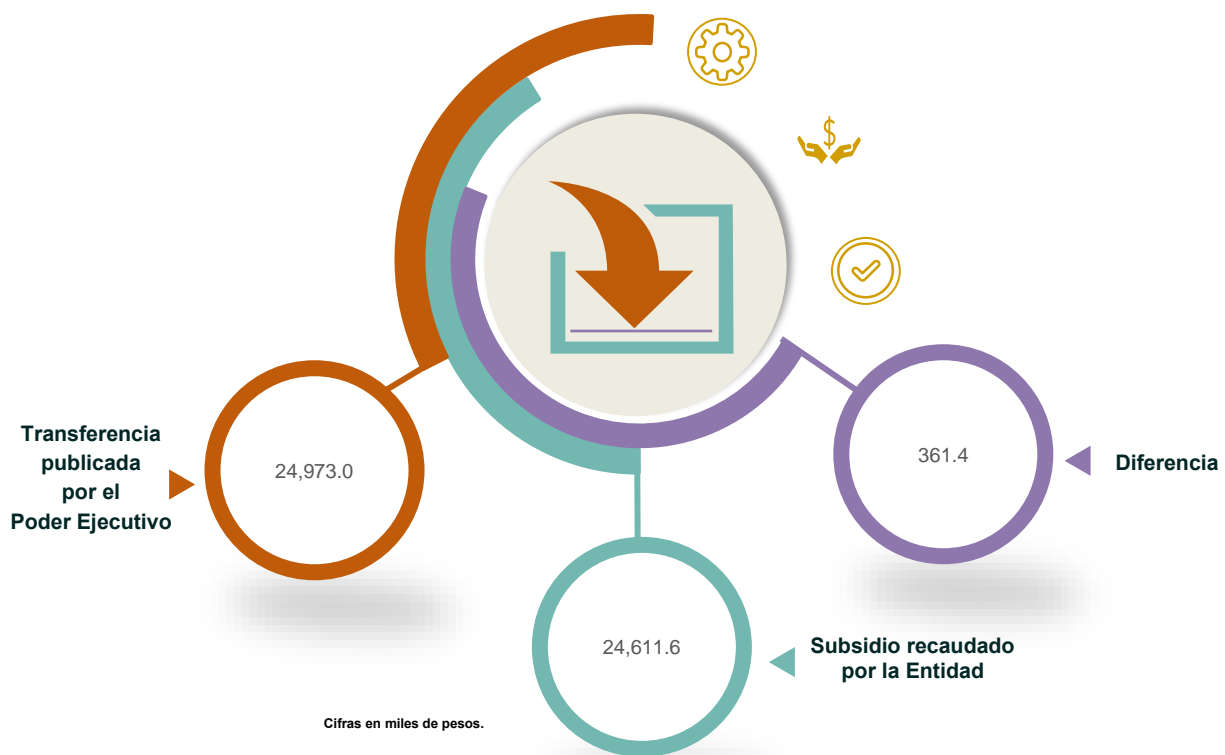 Transferencia
publicada
por el
Poder Ejecutivo
24,973.0
361.4
Diferencia
24,611.6
Subsidio recaudado
por la Entidad
Cifras en miles de pesos.
$